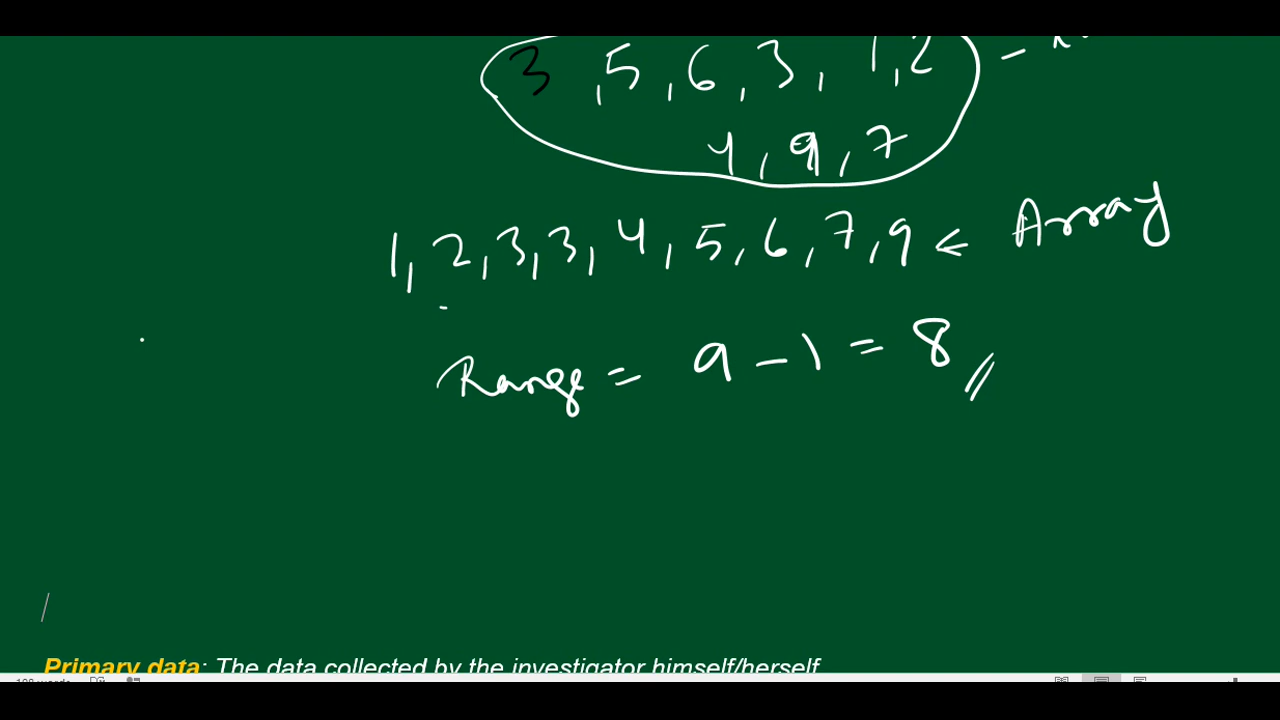 3 ,5 ,6 ,3 , 1,2 -
4 , 9 , 7
1, 2 ,3 ,3 , 4 , 5 , 6 , 7 , 9 ← Array
Range = 9 - 1 = 8 //
/
Primary data: The data collected by the investigator himself/herself